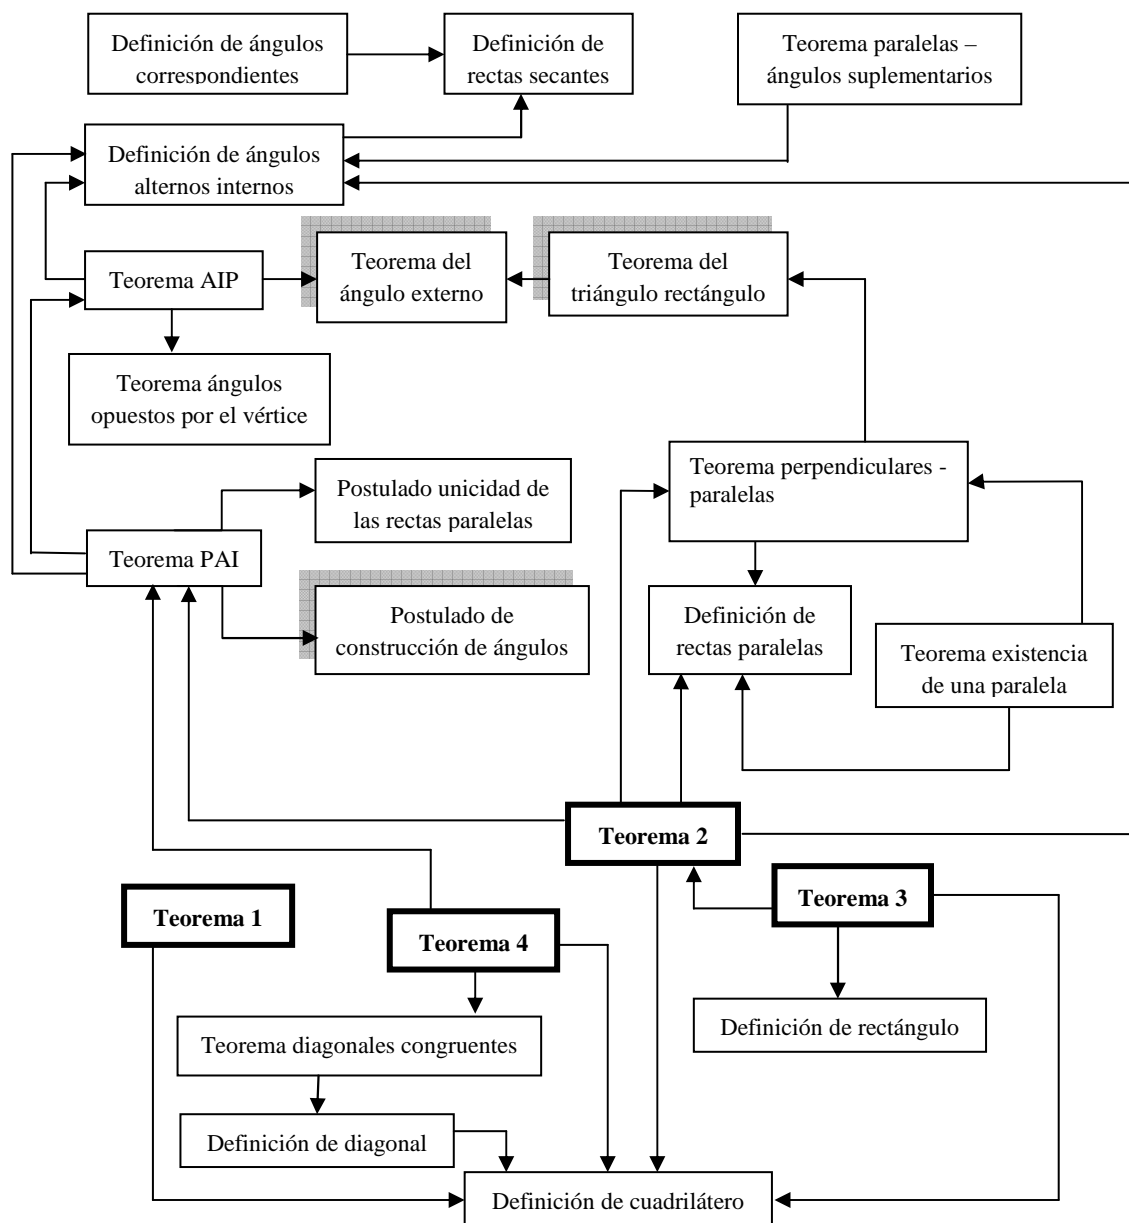 Definición de ángulos
correspondientes
Definición de
rectas secantes
Teorema paralelas –
ángulos suplementarios
Definición de ángulos
alternos internos
Teorema AIP
Teorema del
ángulo externo
Teorema del
triángulo rectángulo
Teorema ángulos
opuestos por el vértice
Teorema perpendiculares -
paralelas
Postulado unicidad de
las rectas paralelas
Teorema PAI
Postulado de
construcción de ángulos
Definición de
rectas paralelas
Teorema existencia
de una paralela
Teorema 2
Teorema 1
Teorema 3
Teorema 4
Definición de rectángulo
Teorema diagonales congruentes
Definición de diagonal
Definición de cuadrilátero